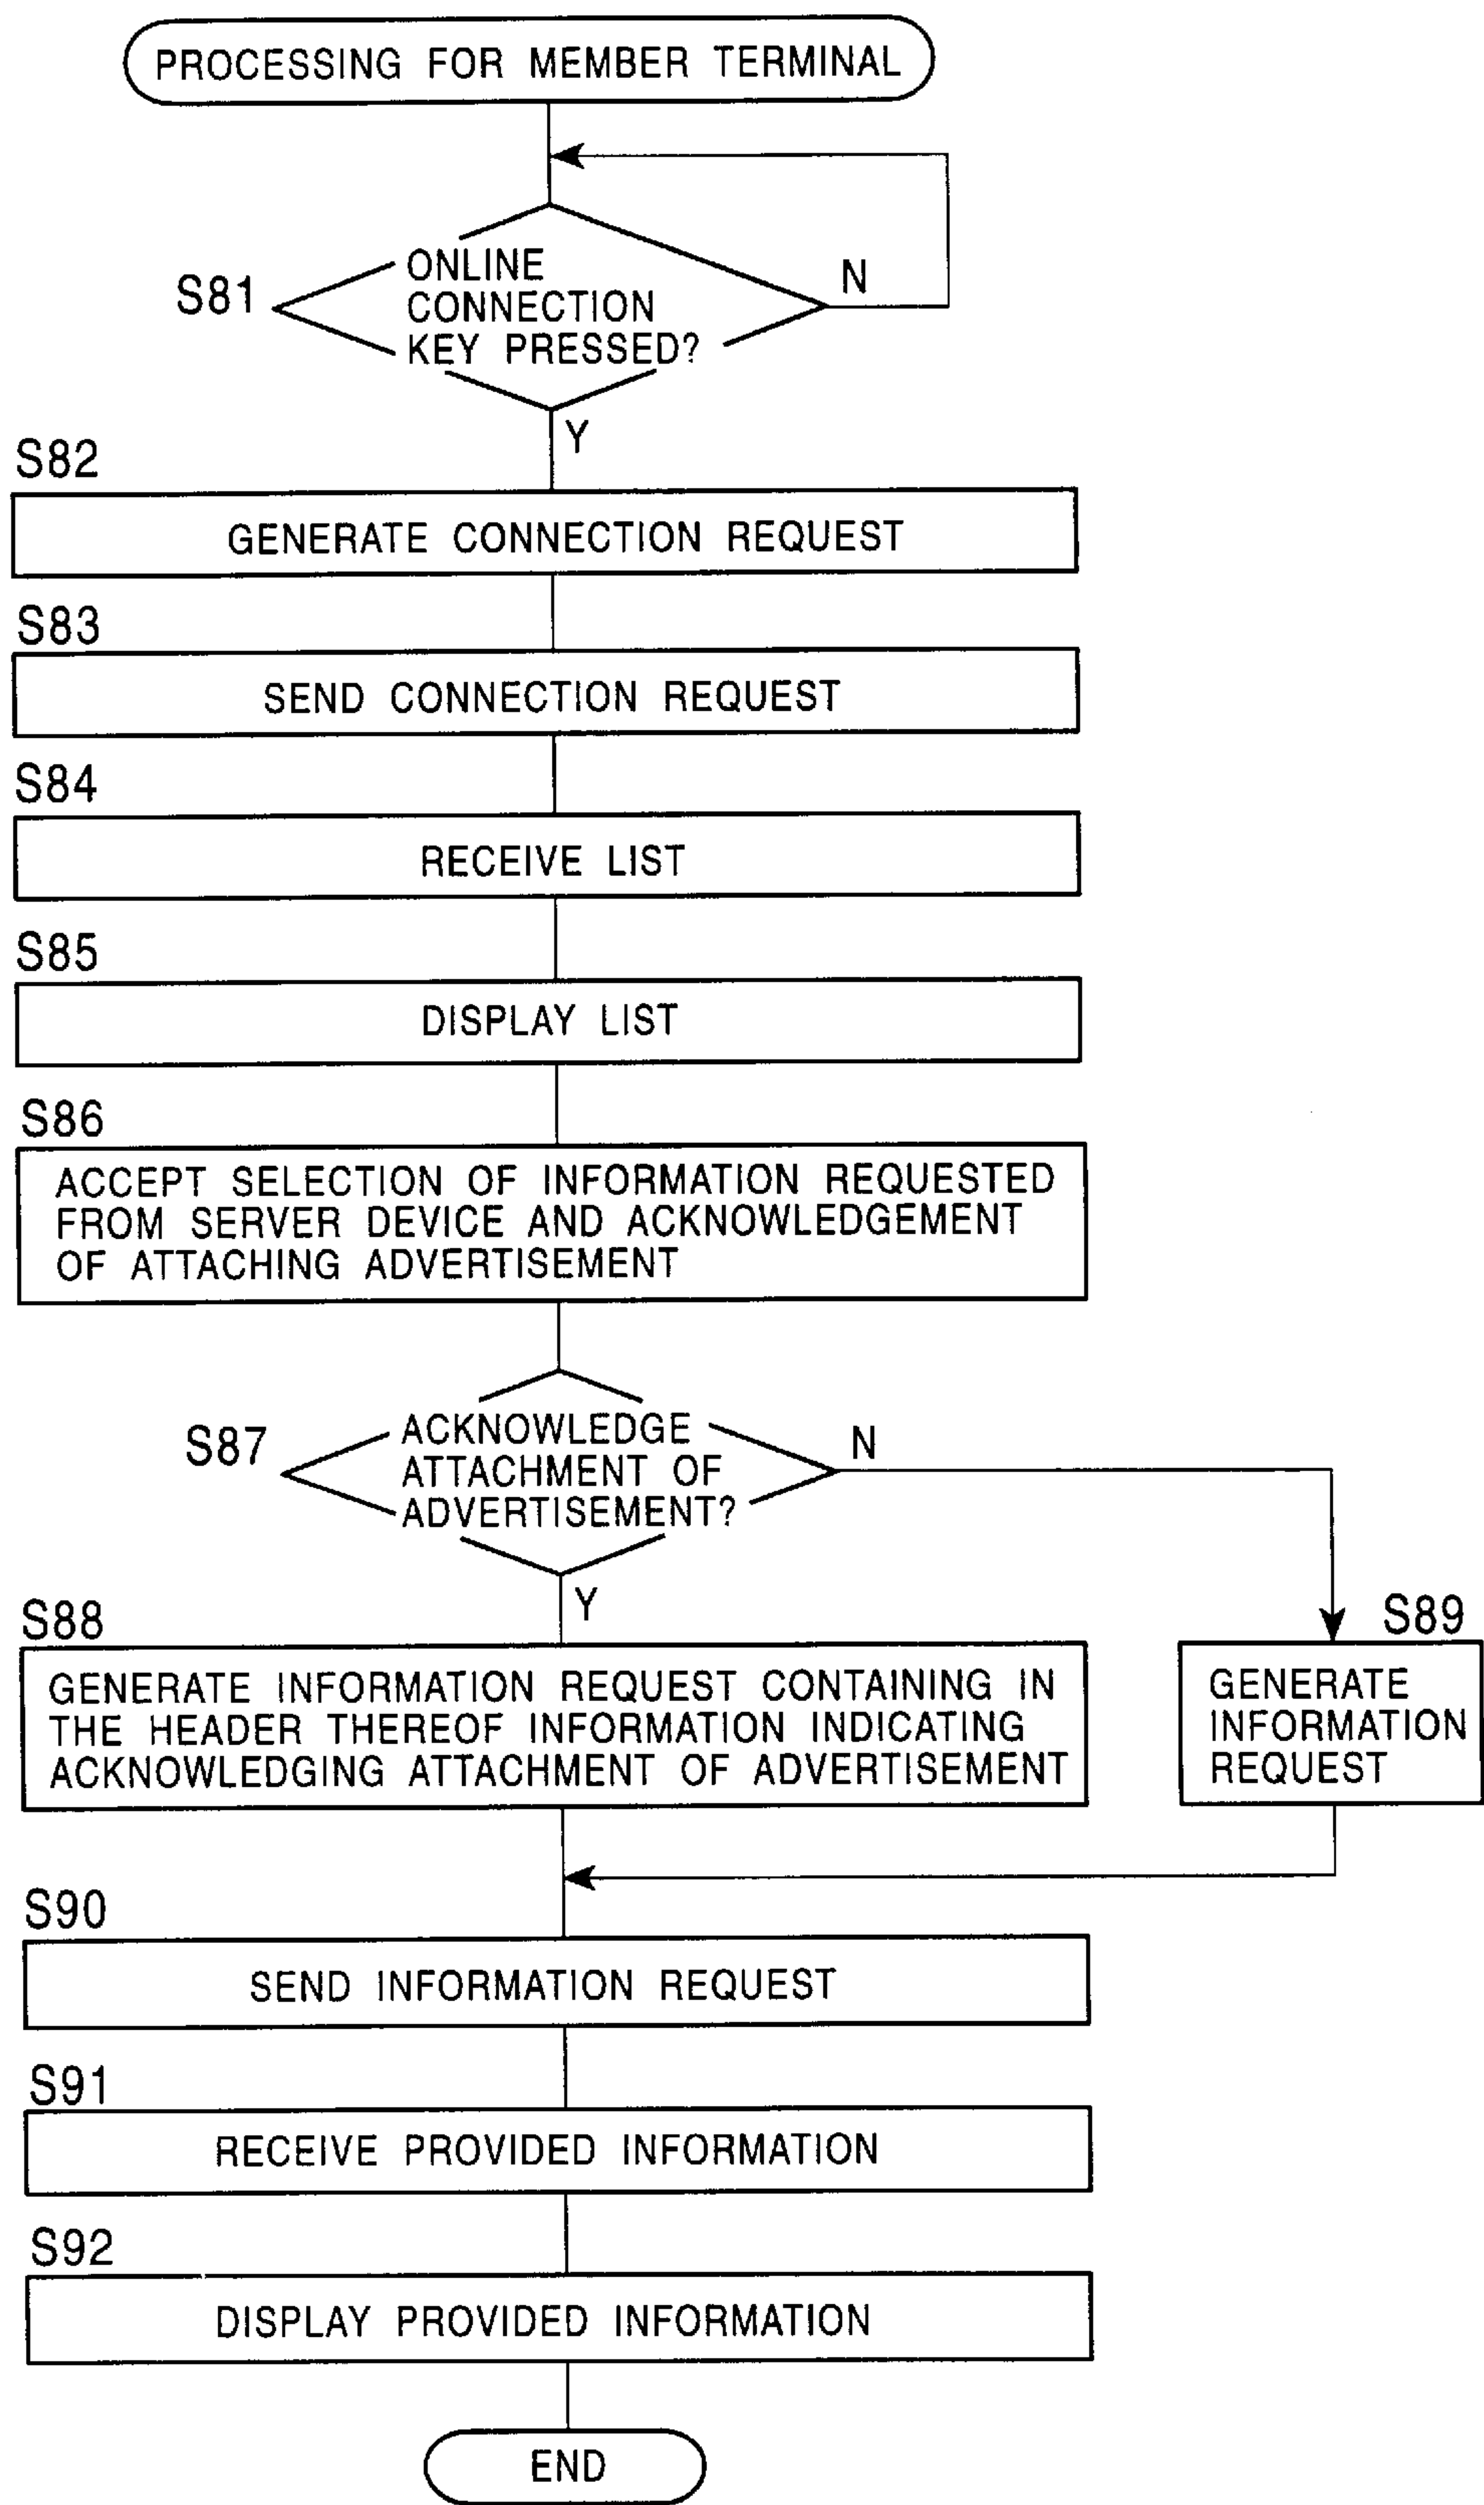 PROCESSING FOR MEMBER TERMINAL
S81
ONLINE
CONNECTION
KEY PRESSED?
N
Y
S82
GENERATE CONNECTION REQUEST
S83
SEND CONNECTION REQUEST
S84
RECEIVE LIST
S85
DISPLAY LIST
S86
ACCEPT SELECTION OF INFORMATION REQUESTED
FROM SERVER DEVICE AND ACKNOWLEDGEMENT
OF ATTACHING ADVERTISEMENT
S87
ACKNOWLEDGE
ATTACHMENT OF
ADVERTISEMENT?
N
Y
S88
GENERATE INFORMATION REQUEST CONTAINING IN
THE HEADER THEREOF INFORMATION INDICATING
ACKNOWLEDGING ATTACHMENT OF ADVERTISEMENT
S89
GENERATE
INFORMATION
REQUEST
S90
SEND INFORMATION REQUEST
S91
RECEIVE PROVIDED INFORMATION
S92
DISPLAY PROVIDED INFORMATION
END